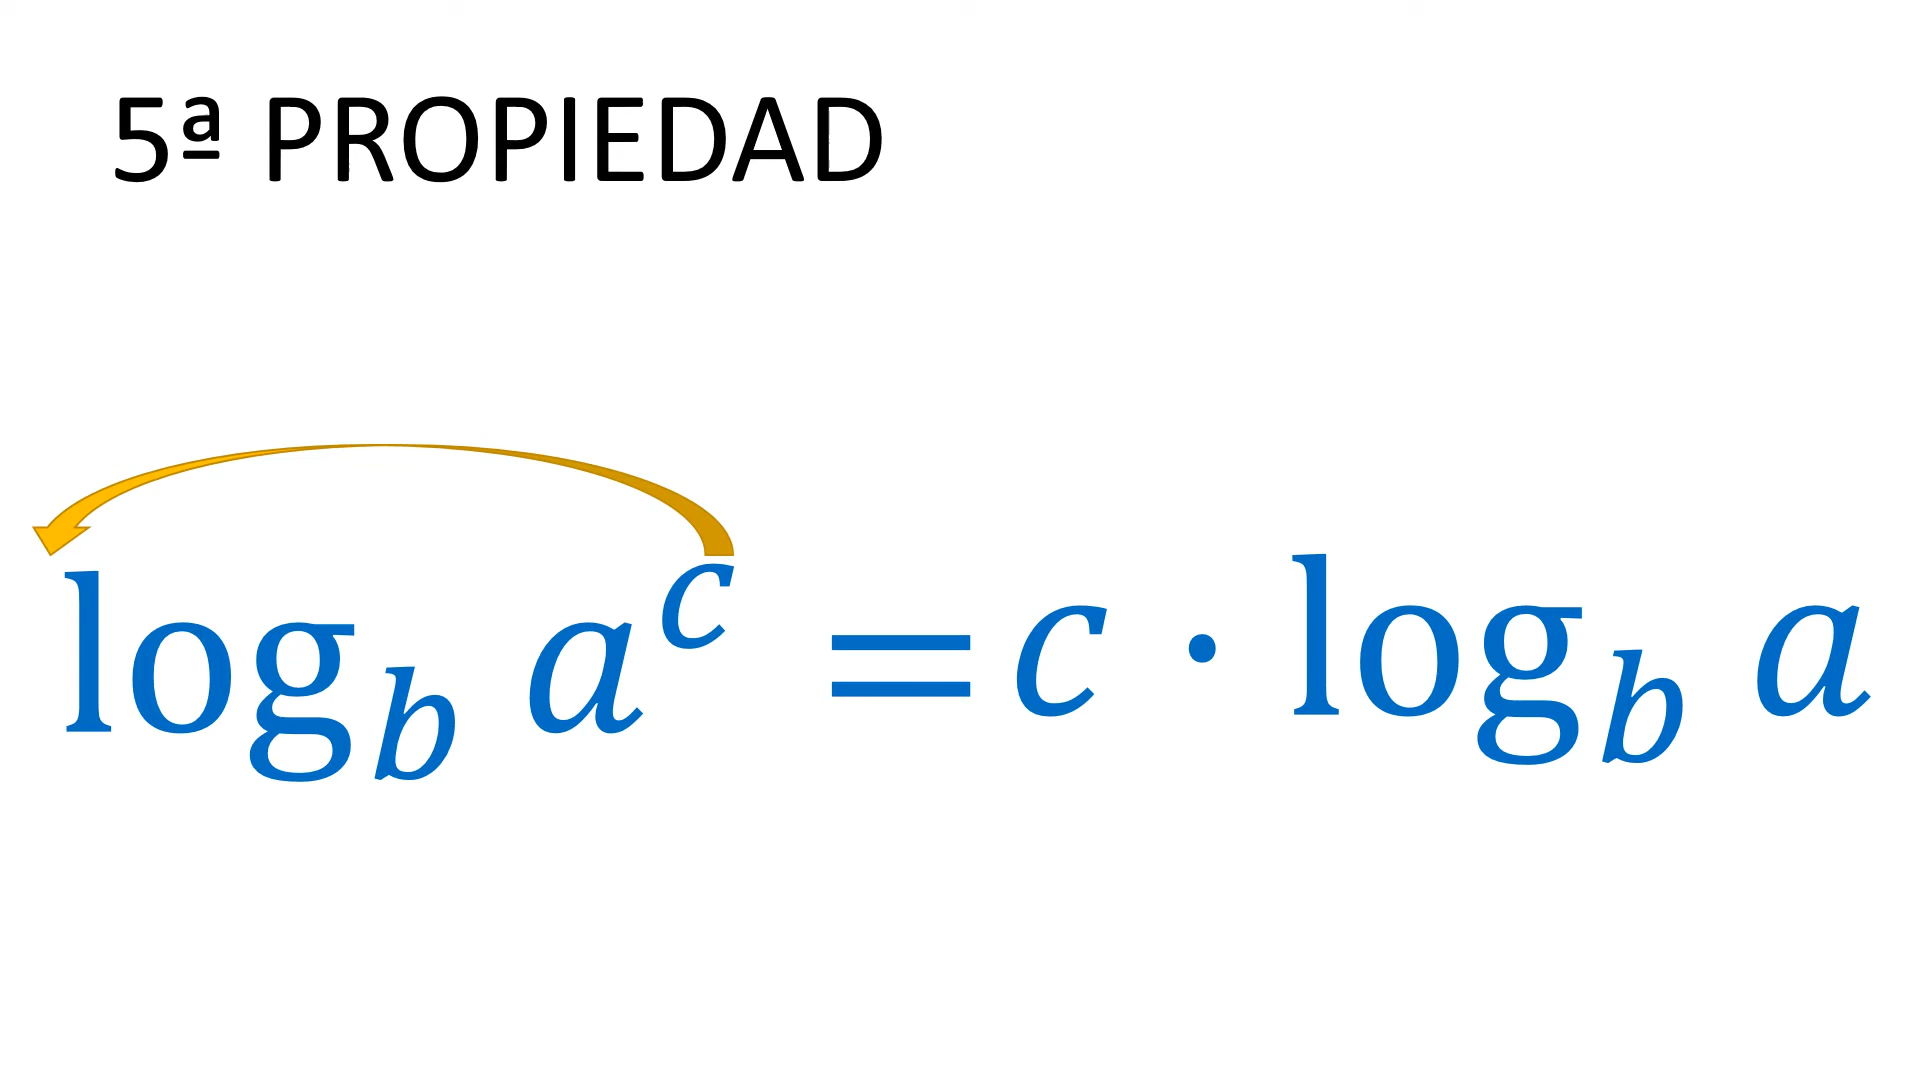 5ª PROPIEDAD
log_b a^c = c · log_b a